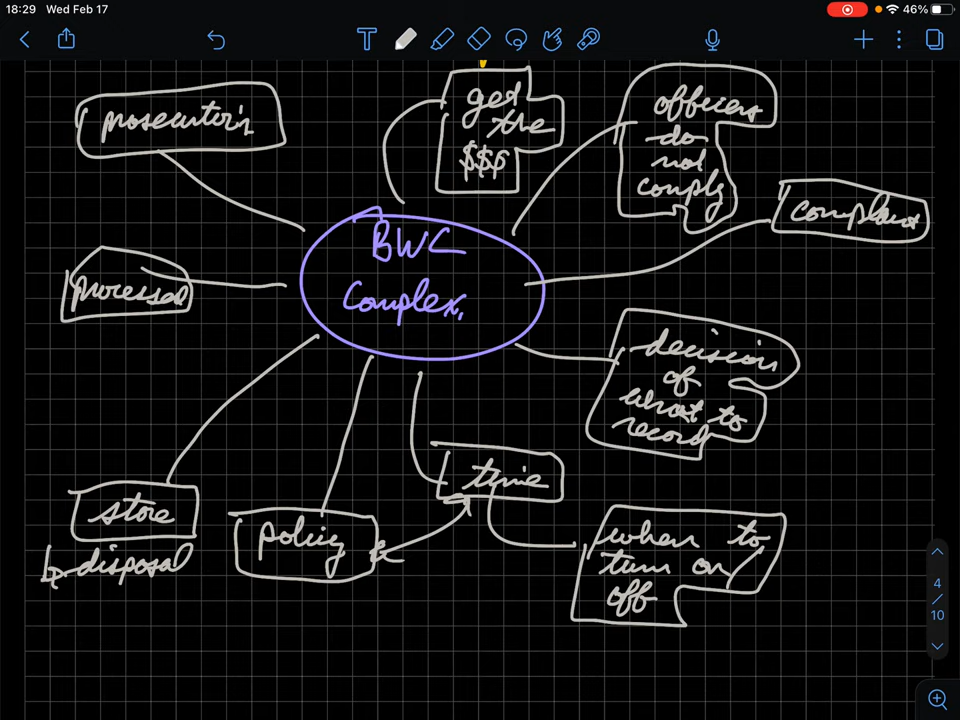 18:29 Wed Feb 17
46%
prosecutor's
get
the
$$$
officers
do
not
comply
BWC
Complex.
processed
decision
of
what to
record
time
store
↳ disposal
policy
when to
turn on/
off
4
/
10